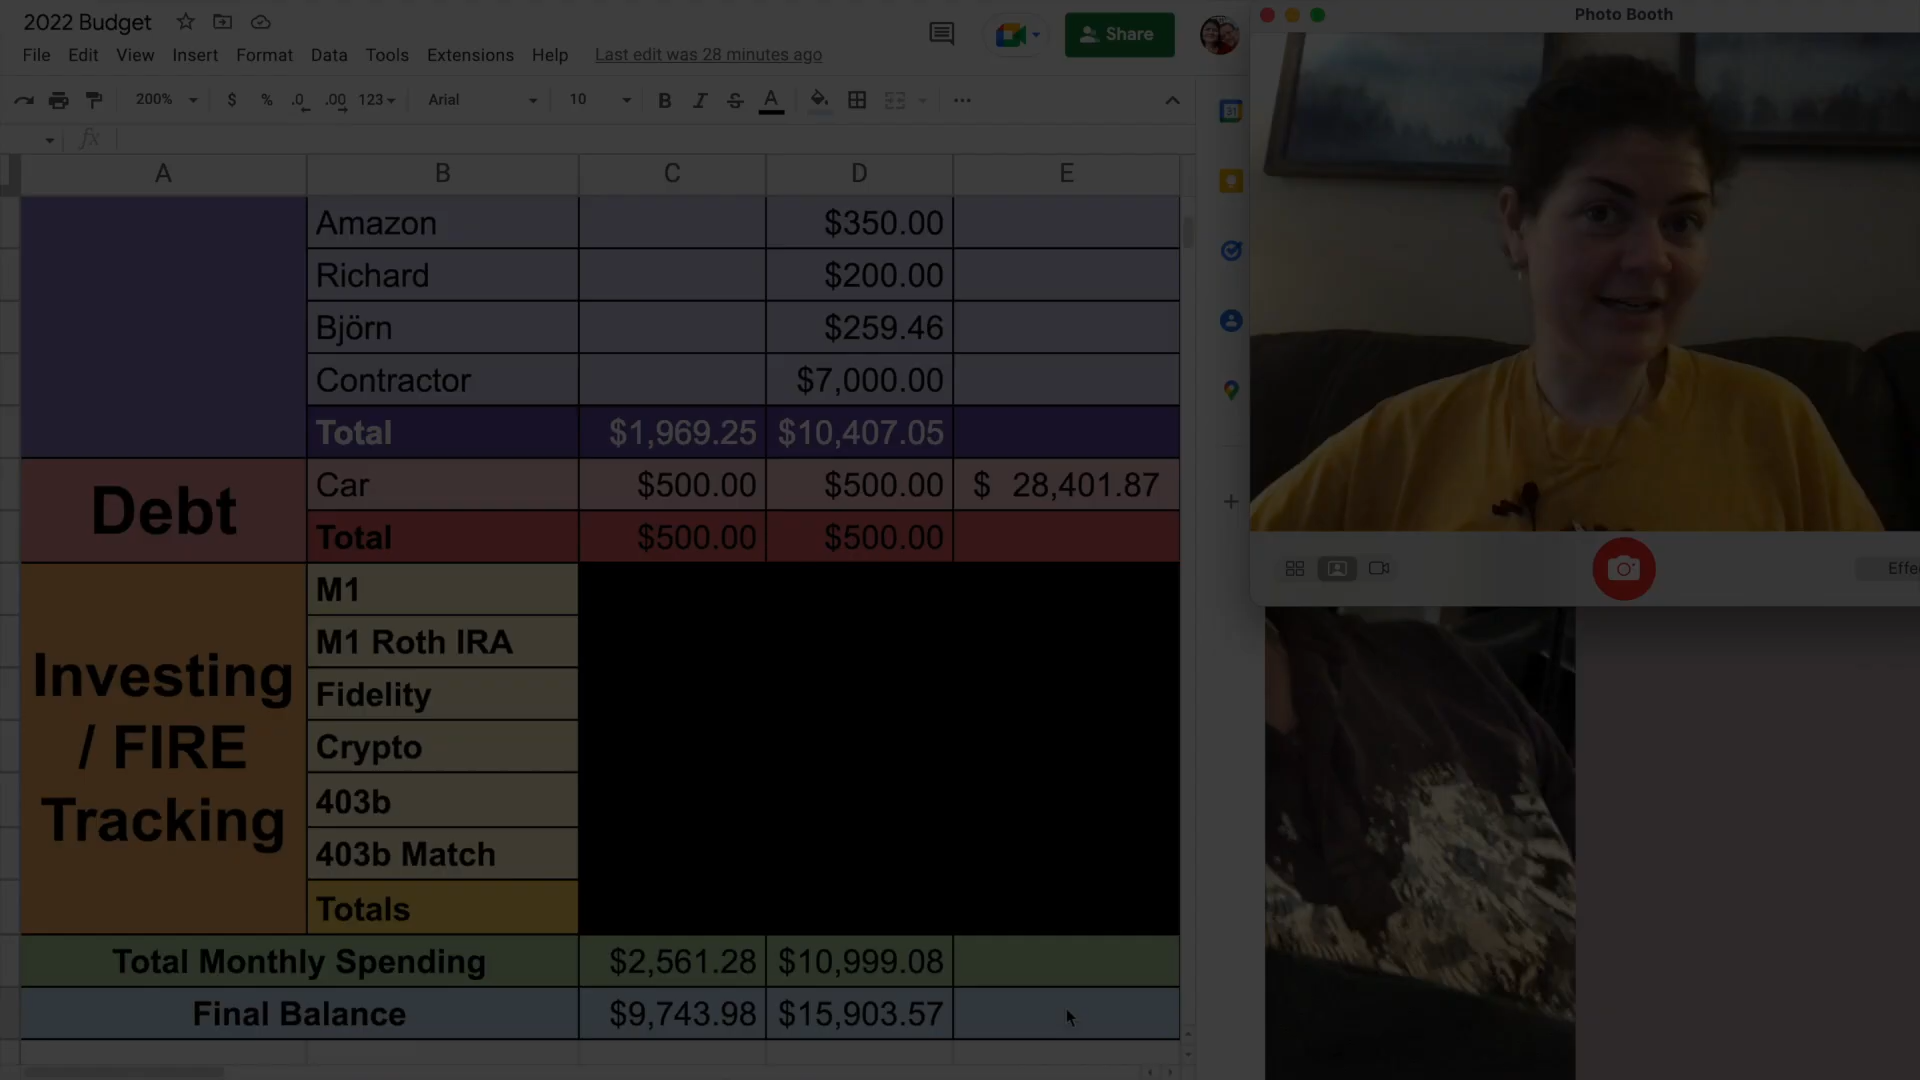 2022 Budget
Share
Photo Booth
File Edit View Insert Format Data Tools Extensions Help Last edit was 28 minutes ago
200% $ % .0 .00 123 Arial 10 B I S A
fx
A B C D E
Amazon $350.00
Richard $200.00
Björn $259.46
Contractor $7,000.00
Total $1,969.25 $10,407.05
Debt
Car $500.00 $500.00 $ 28,401.87
Total $500.00 $500.00
Investing
/ FIRE
Tracking
M1
M1 Roth IRA
Fidelity
Crypto
403b
403b Match
Totals
Total Monthly Spending $2,561.28 $10,999.08
Final Balance $9,743.98 $15,903.57
31
Effe